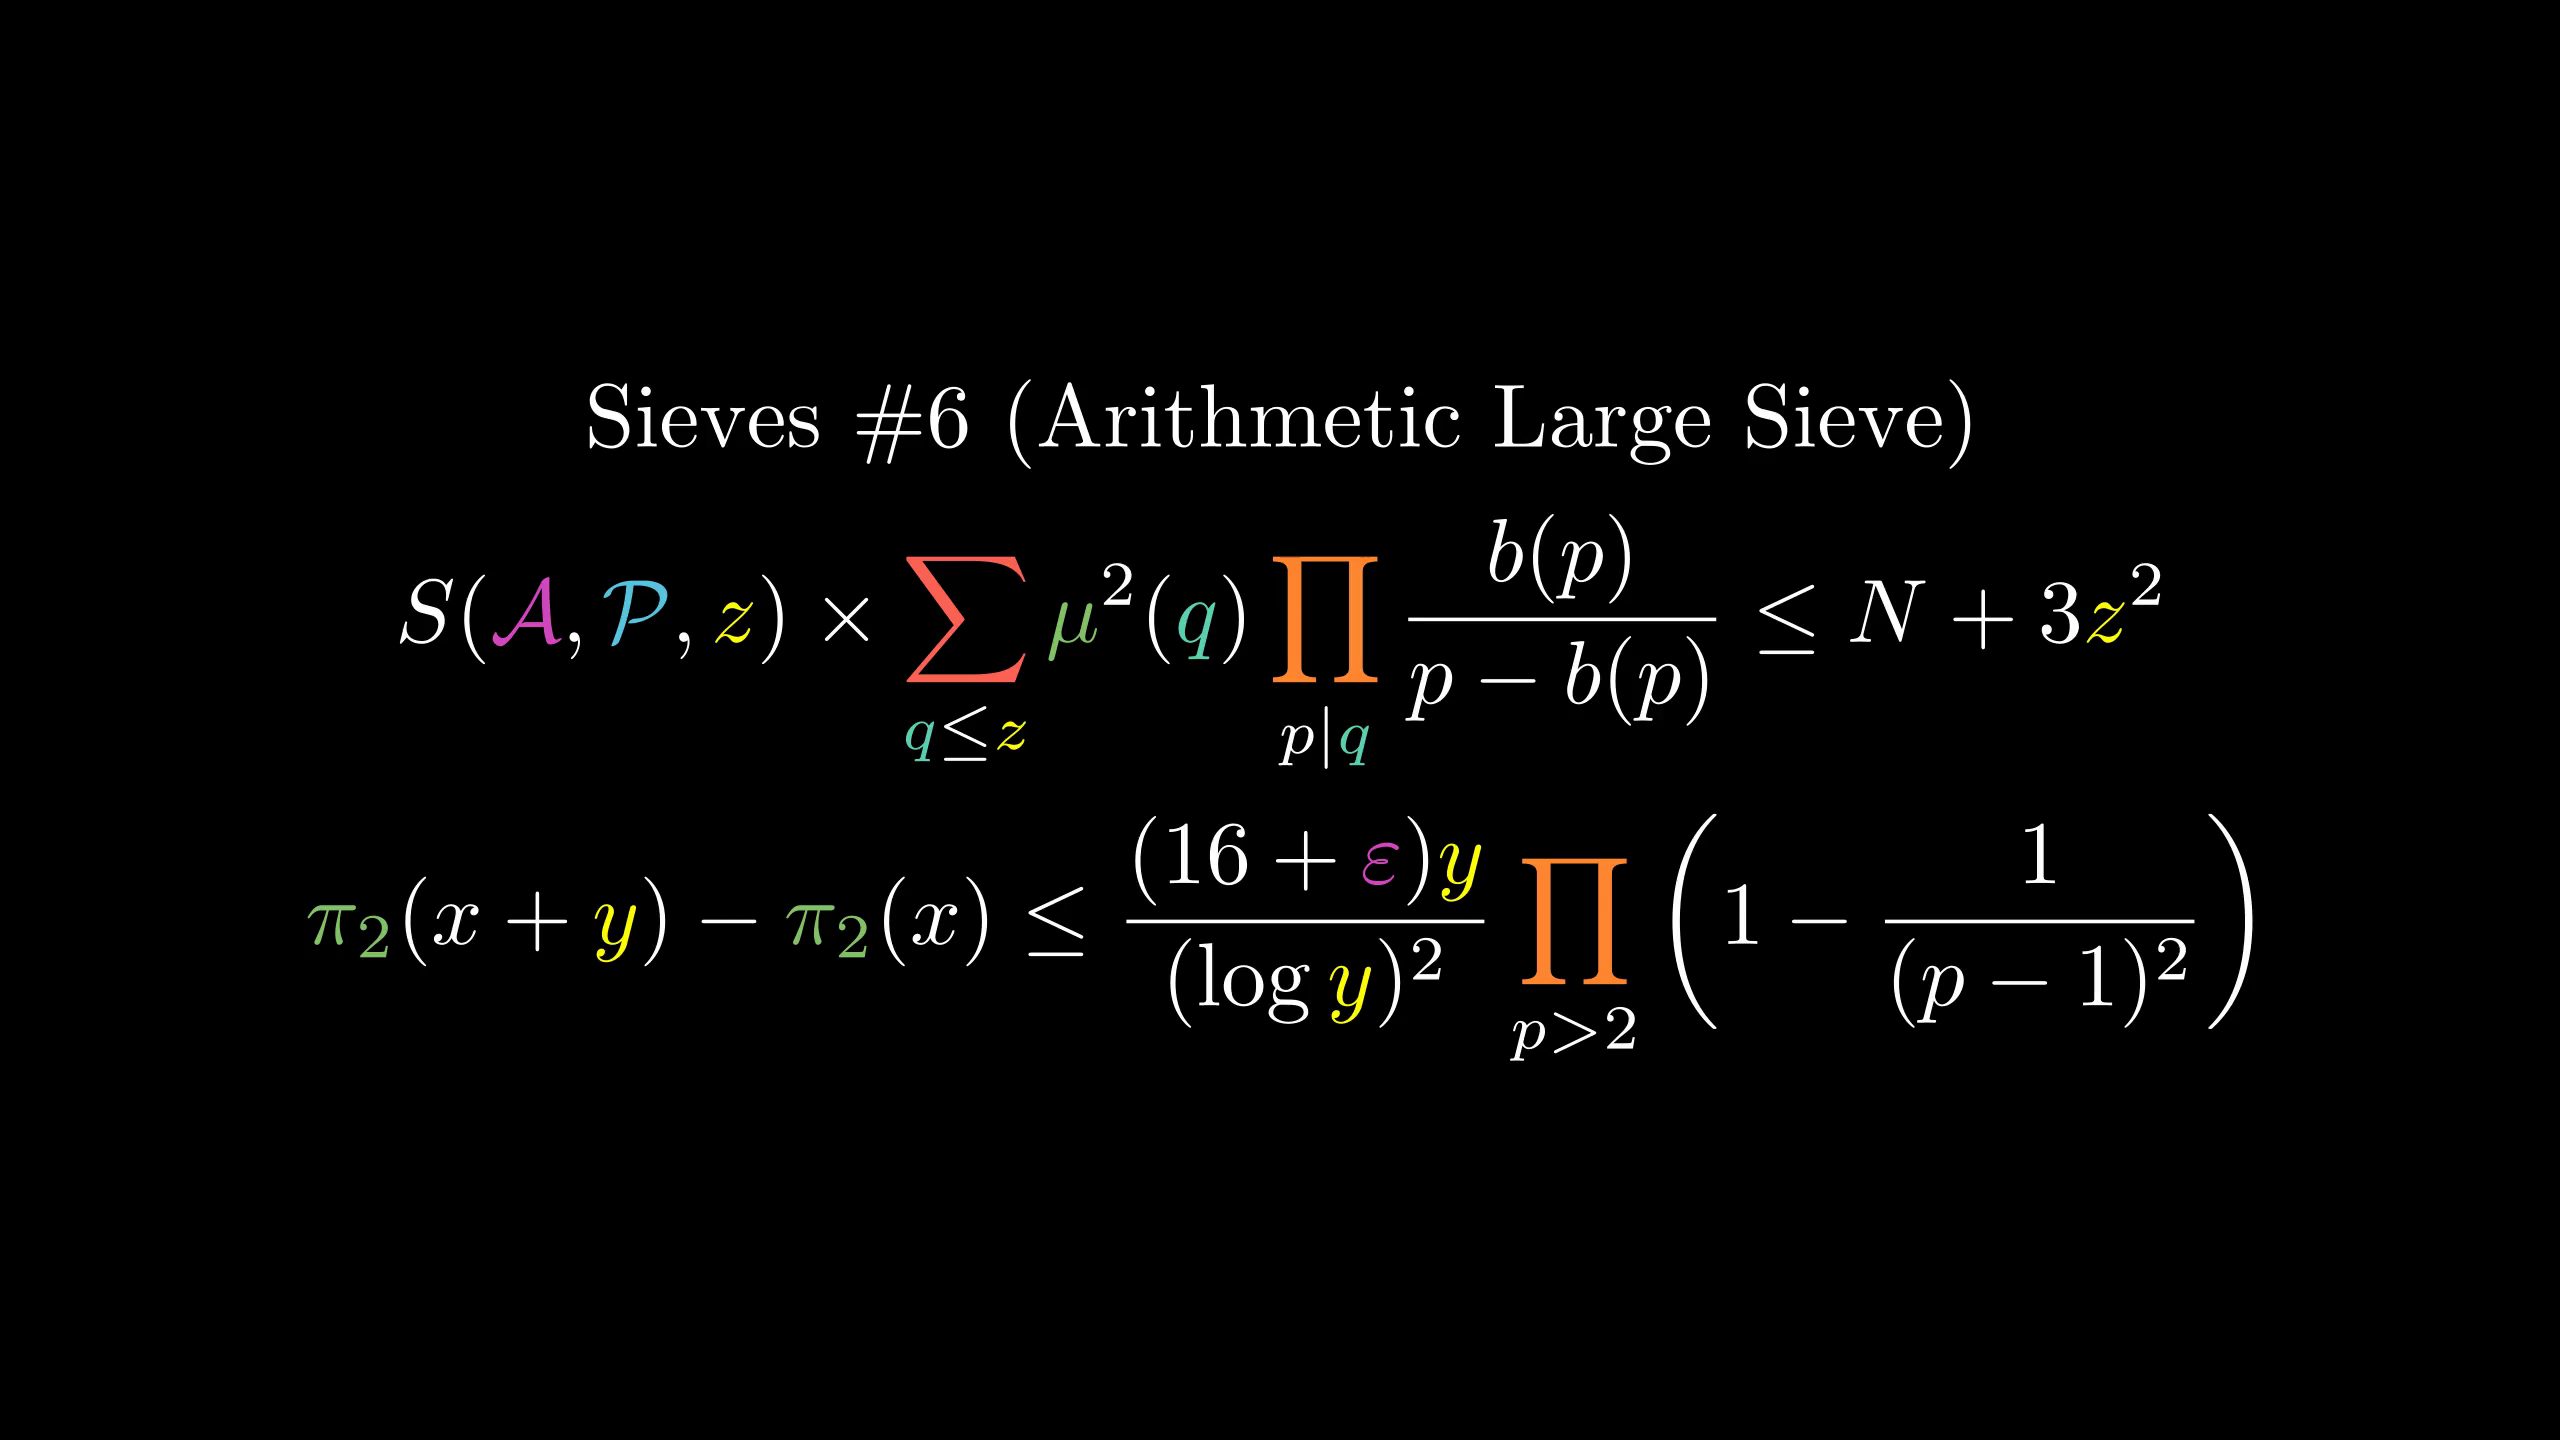 Sieves #6 (Arithmetic Large Sieve)
$S(\mathcal{A}, \mathcal{P}, z) \times \sum_{q \leq z} \mu^2(q) \prod_{p|q} \frac{b(p)}{p - b(p)} \leq N + 3z^2$
$\pi_2(x + y) - \pi_2(x) \leq \frac{(16 + \varepsilon)y}{(\log y)^2} \prod_{p>2} \left(1 - \frac{1}{(p - 1)^2}\right)$